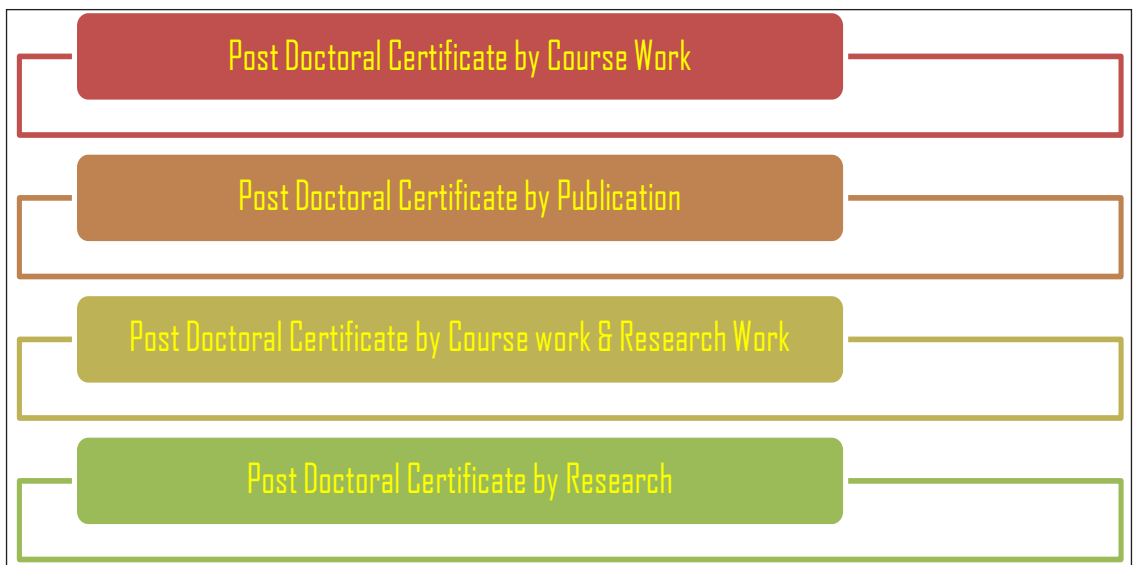 Post Doctoral Certificate by Course Work
Post Doctoral Certificate by Publication
Post Doctoral Certificate by Course work & Research Work
Post Doctoral Certificate by Research